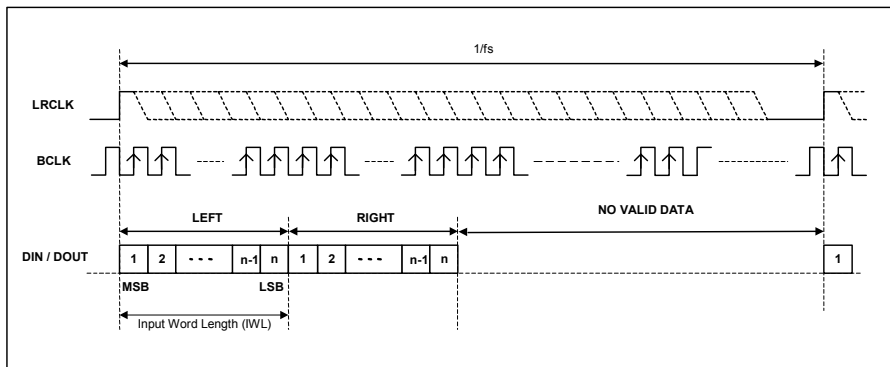 1/fs
LRCLK
BCLK
LEFT RIGHT NO VALID DATA
DIN / DOUT 1 2 - - - n-1 n 1 2 - - - n-1 n 1
MSB LSB
Input Word Length (IWL)